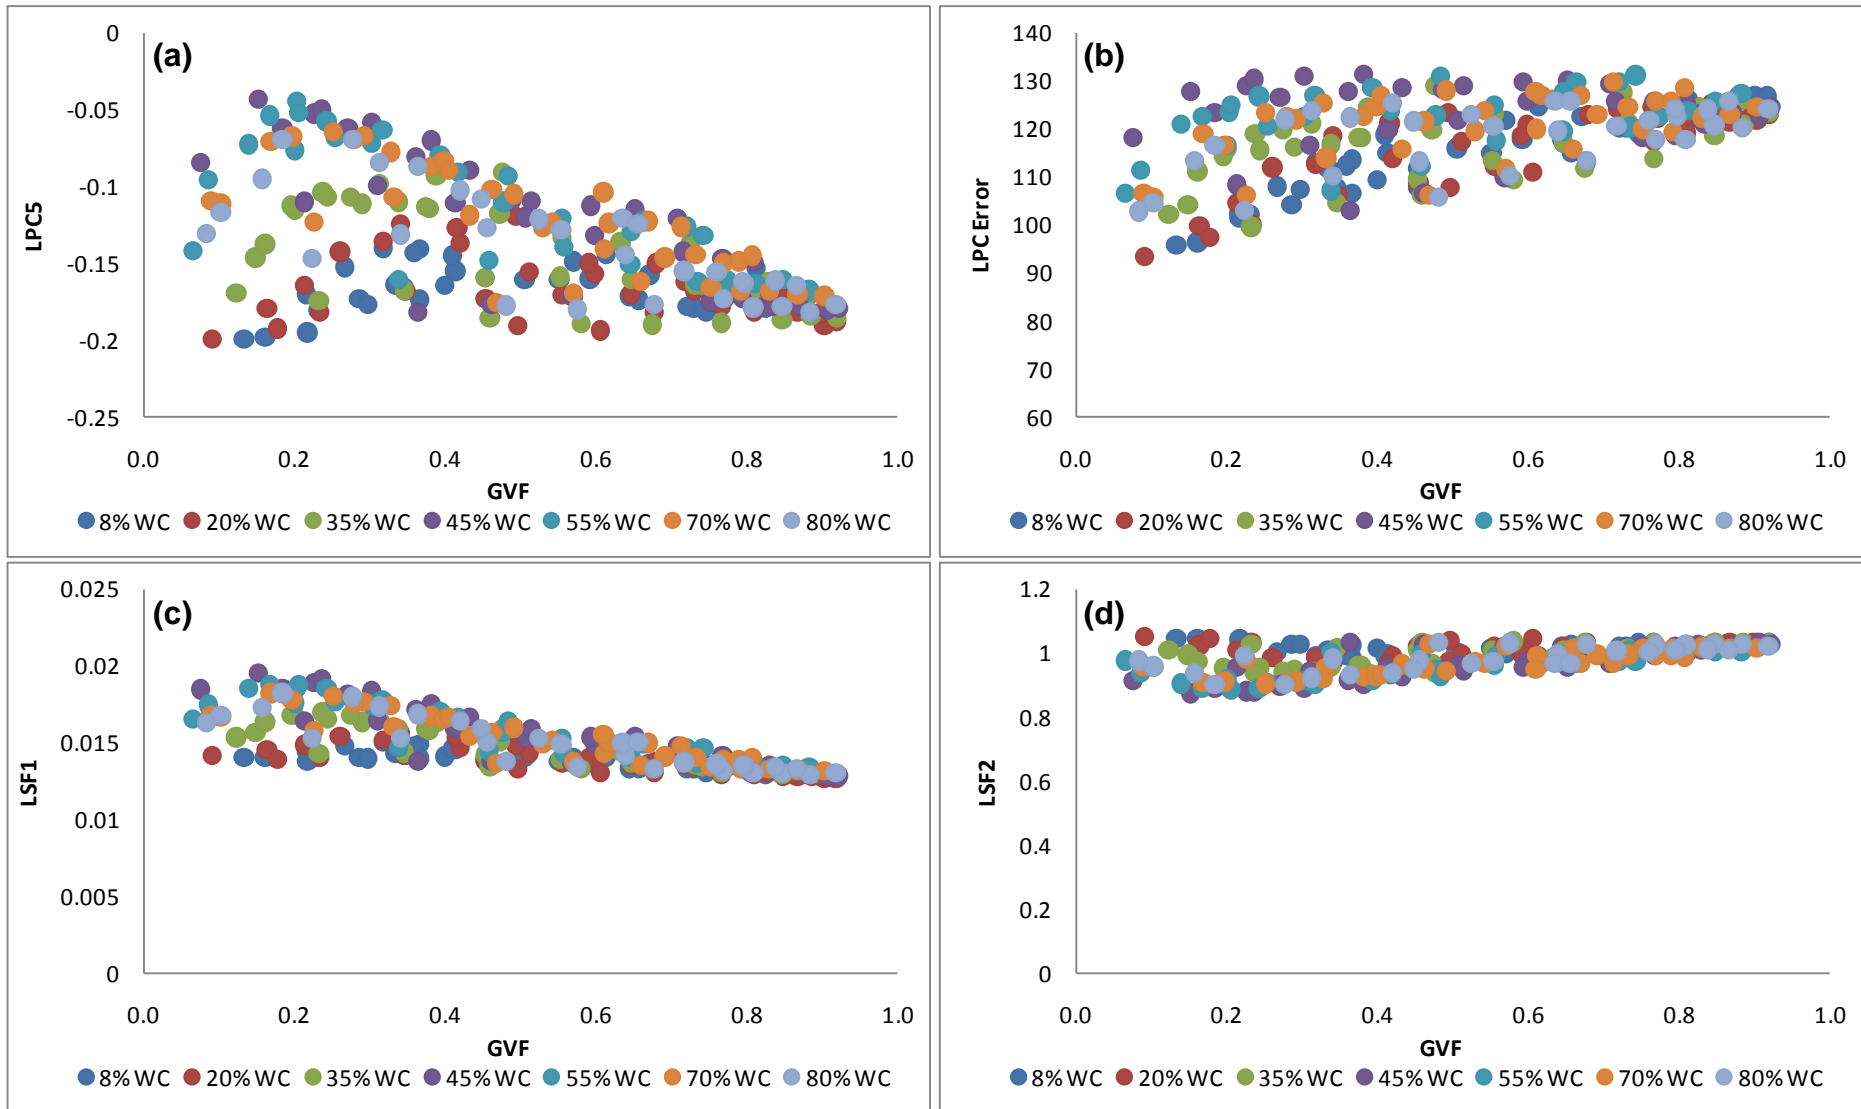 (a)
LPC5
0
-0.05
-0.1
-0.15
-0.2
-0.25
0.0 0.2 0.4 0.6 0.8 1.0
GVF
8% WC 20% WC 35% WC 45% WC 55% WC 70% WC 80% WC
(b)
LPC Error
140
130
120
110
100
90
80
70
60
0.0 0.2 0.4 0.6 0.8 1.0
GVF
8% WC 20% WC 35% WC 45% WC 55% WC 70% WC 80% WC
(c)
LSF1
0.025
0.02
0.015
0.01
0.005
0
0.0 0.2 0.4 0.6 0.8 1.0
GVF
8% WC 20% WC 35% WC 45% WC 55% WC 70% WC 80% WC
(d)
LSF2
1.2
1
0.8
0.6
0.4
0.2
0
0.0 0.2 0.4 0.6 0.8 1.0
GVF
8% WC 20% WC 35% WC 45% WC 55% WC 70% WC 80% WC